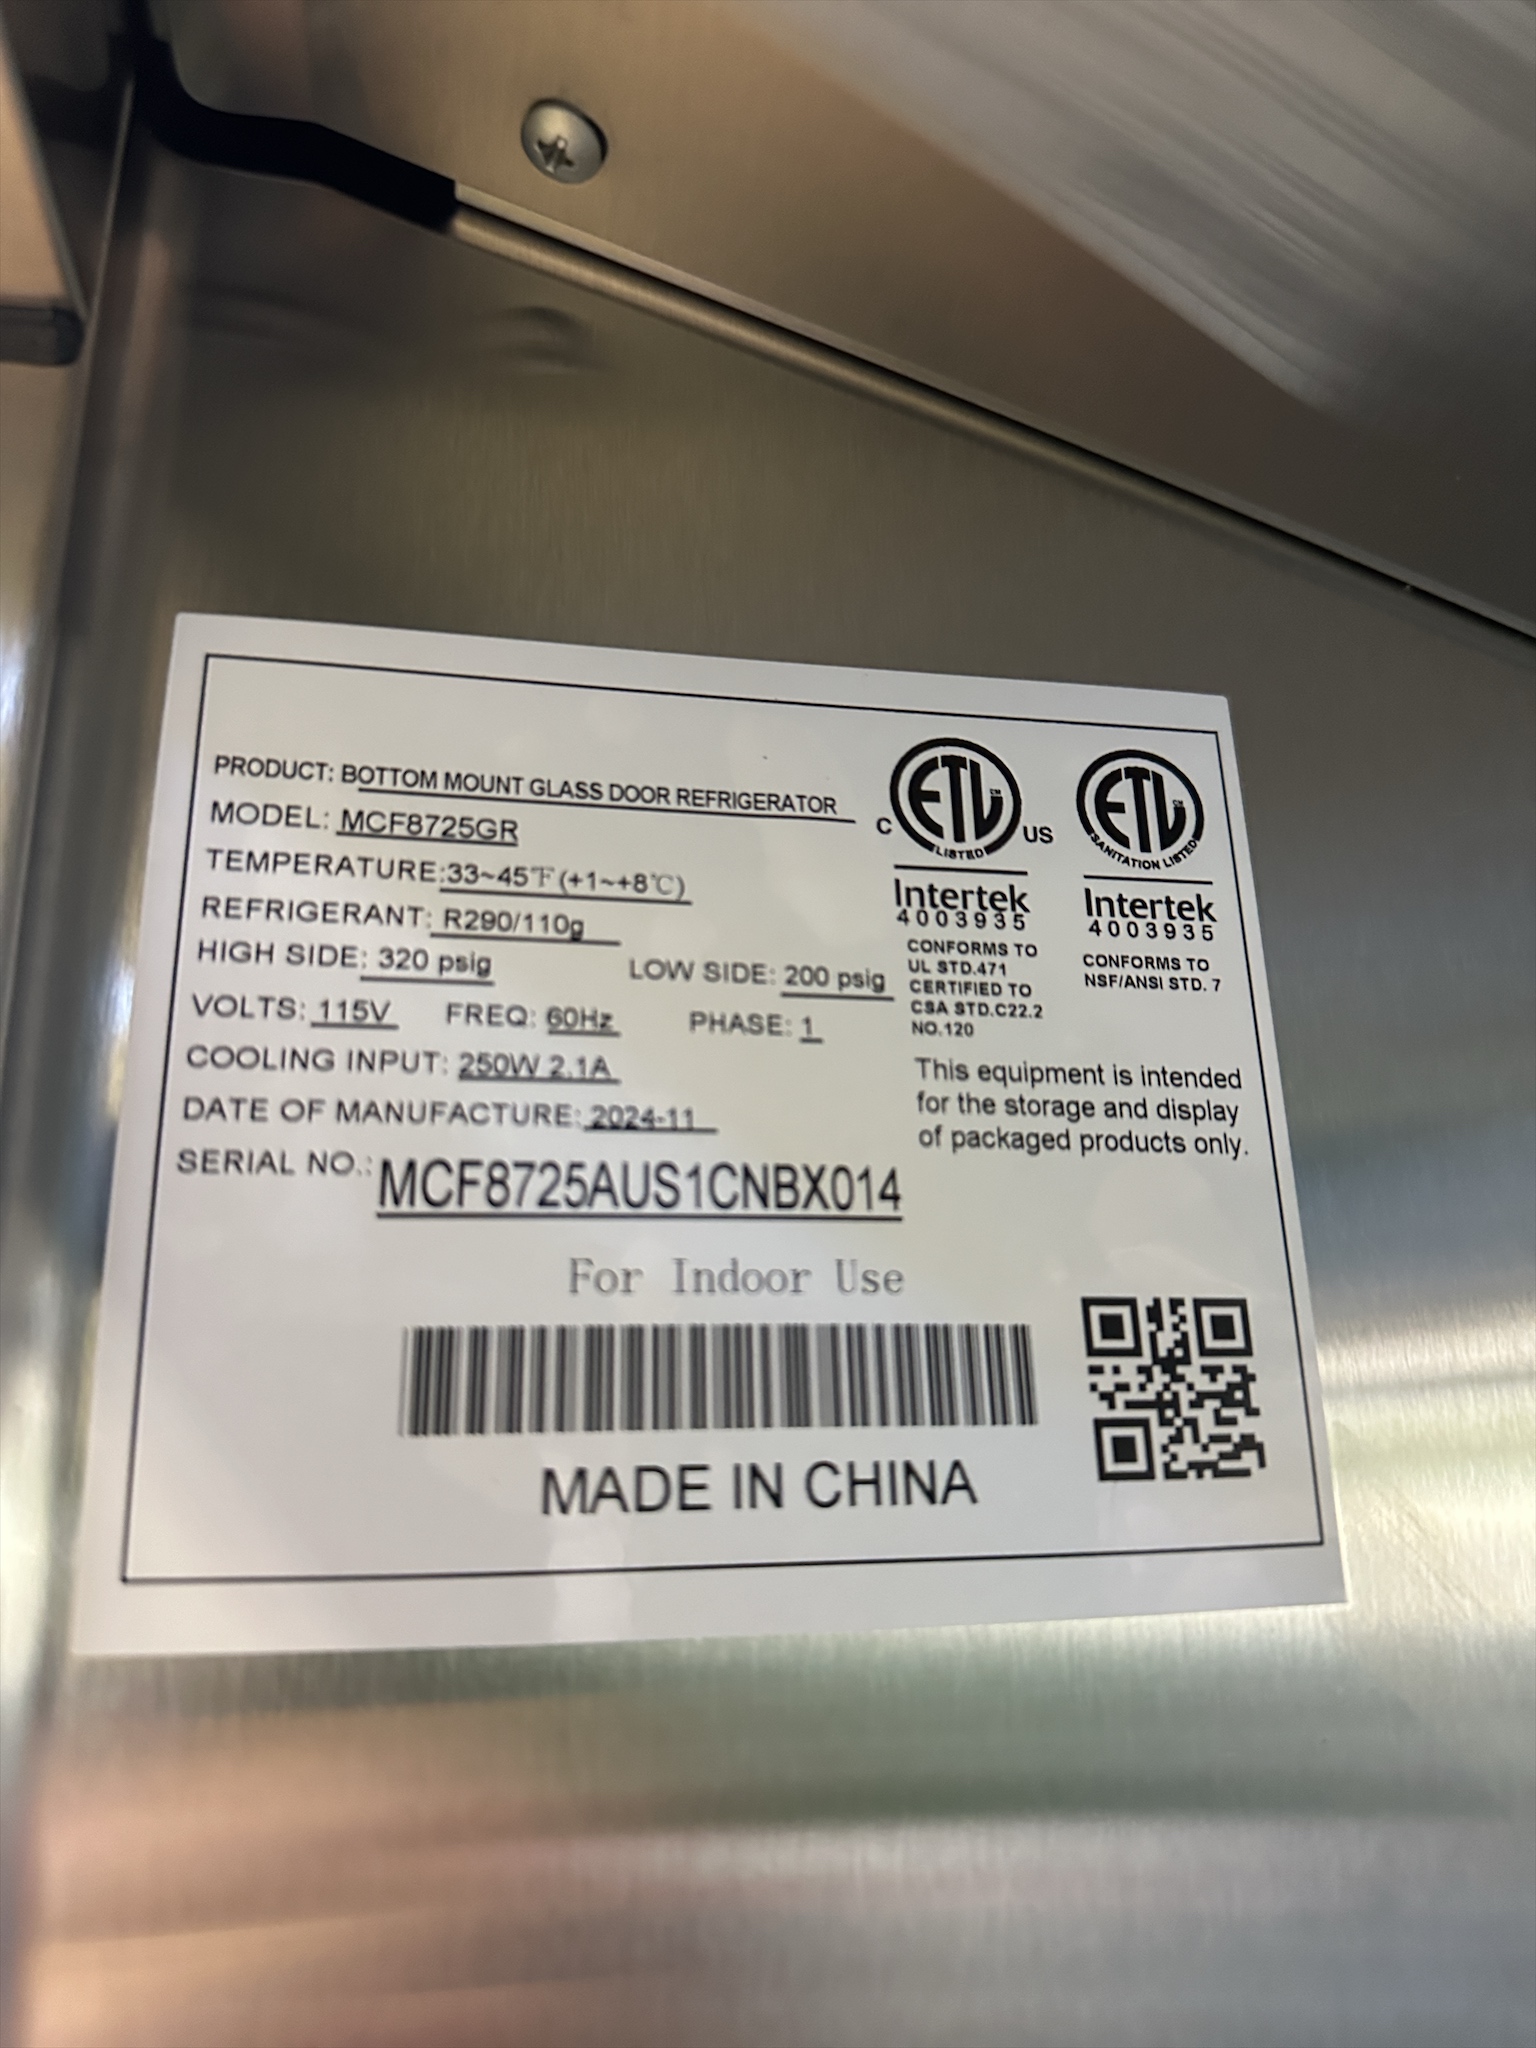 PRODUCT: BOTTOM MOUNT GLASS DOOR REFRIGERATOR
MODEL: MCF8725GR
TEMPERATURE:33~45℉(+1~+8℃)
REFRIGERANT: R290/110g
HIGH SIDE: 320 psig LOW SIDE: 200 psig
VOLTS: 115V FREQ: 60Hz PHASE: 1
COOLING INPUT: 250W 2.1A
DATE OF MANUFACTURE: 2024-11
SERIAL NO.: MCF8725AUS1CNBX014
For Indoor Use
MADE IN CHINA
C ETL CM US
LISTED
Intertek
4003935
CONFORMS TO
UL STD.471
CERTIFIED TO
CSA STD.C22.2
NO.120
ETL CM
SANITATION LISTED
Intertek
4003935
CONFORMS TO
NSF/ANSI STD. 7
This equipment is intended
for the storage and display
of packaged products only.